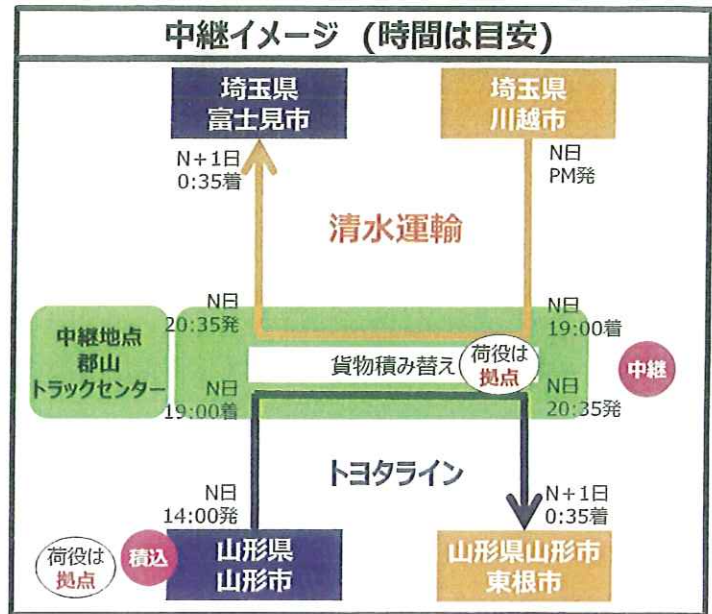 中継イメージ (時間は目安)
埼玉県
富士見市
埼玉県
川越市
N+1日
0:35着
N日
PM発
清水運輸
N日
20:35発
N日
19:00着
中継地点
郡山
トラックセンター
貨物積み替え
荷役は
拠点
中継
19:00着
N日
20:35発
トヨタライン
N日
14:00発
N+1日
0:35着
荷役は
拠点
積込
山形県
山形市
山形県山形市
東根市